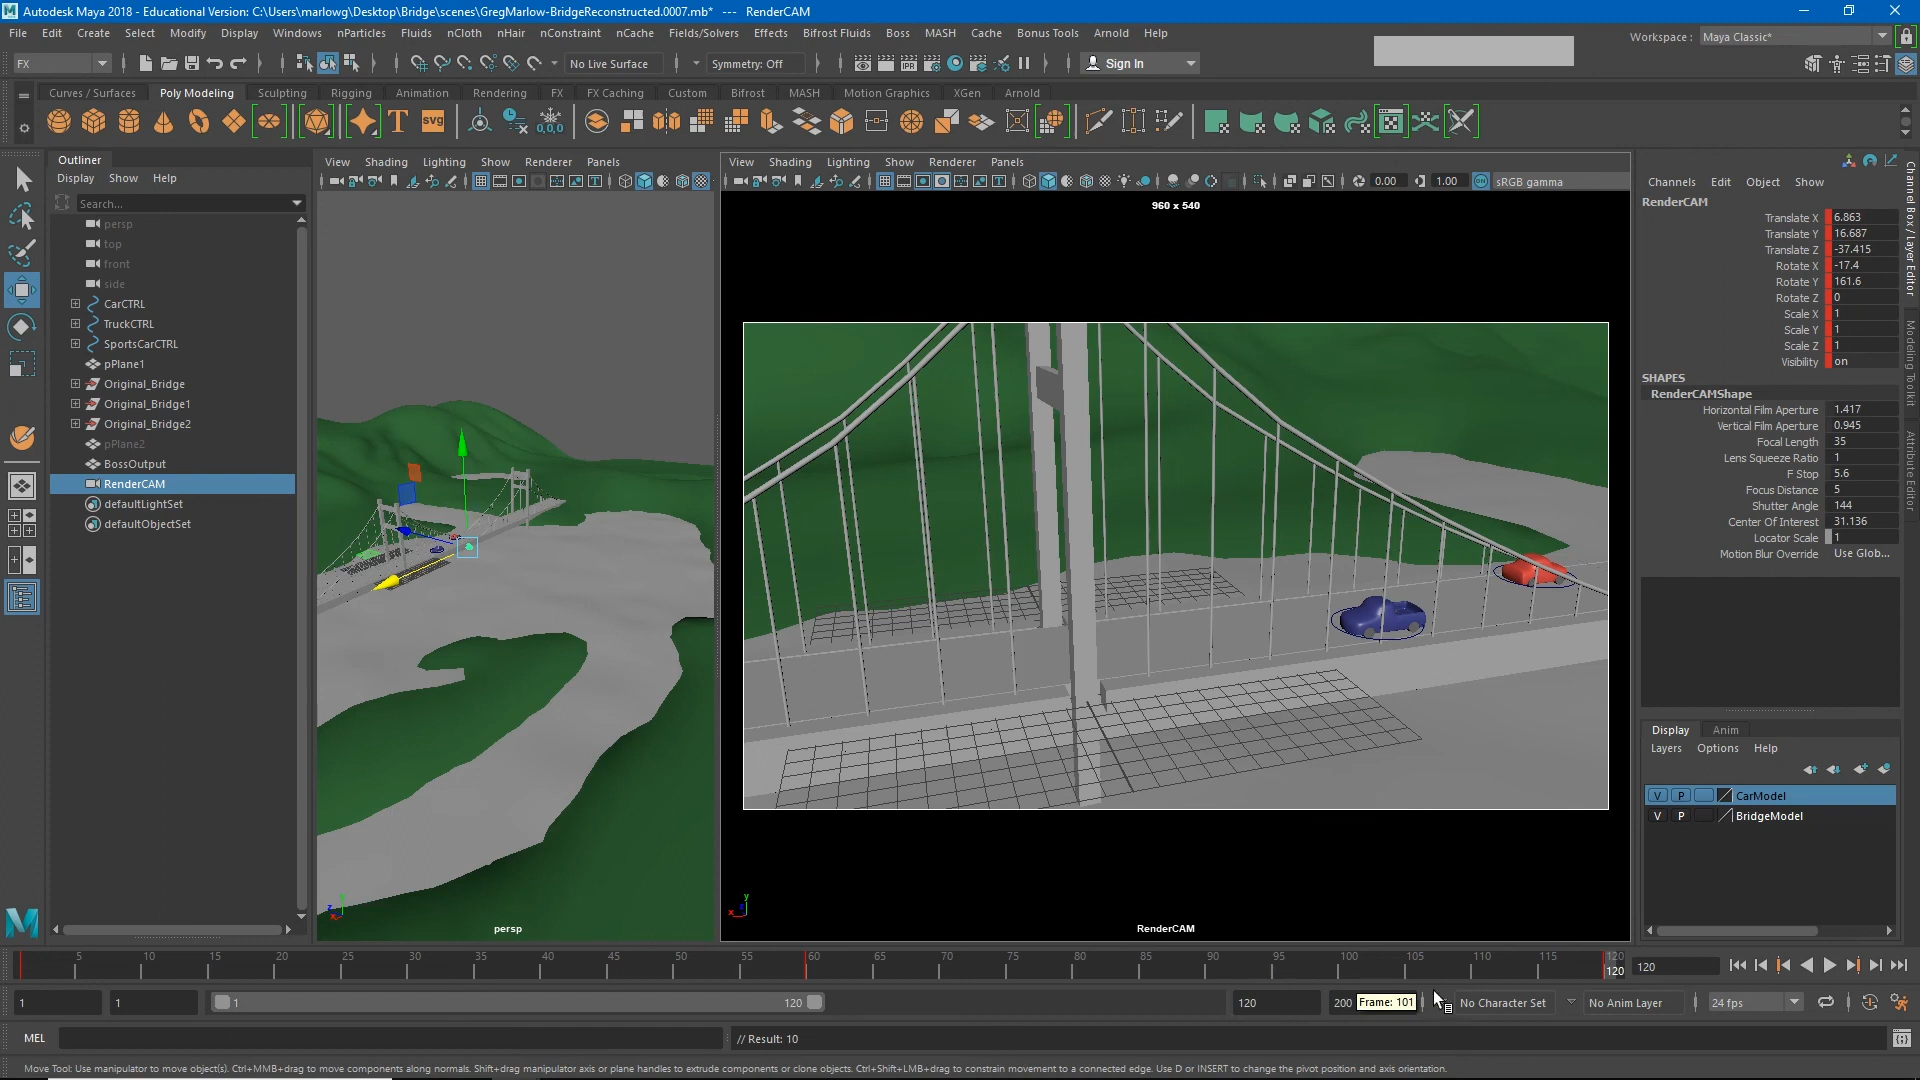 Autodesk Maya 2018 - Educational Version: C:\Users\marlowg\Desktop\Bridge\scenes\GregMarlow-BridgeReconstructed.0007.mb*  ---  RenderCAM
File Edit Create Select Modify Display Windows nParticles Fluids nCloth nHair nConstraint nCache Fields/Solvers Effects Bifrost Fluids Boss MASH Cache Bonus Tools Arnold Help
Workspace : Maya Classic*
FX No Live Surface Symmetry: Off Sign In
Curves / Surfaces Poly Modeling Sculpting Rigging Animation Rendering FX FX Caching Custom Bifrost MASH Motion Graphics XGen Arnold
T svg 0,0,0
Outliner
Display Show Help
Search...
persp
top
front
side
CarCTRL
TruckCTRL
SportsCarCTRL
pPlane1
Original_Bridge
Original_Bridge1
Original_Bridge2
pPlane2
BossOutput
RenderCAM
defaultLightSet
defaultObjectSet
View Shading Lighting Show Renderer Panels
persp
View Shading Lighting Show Renderer Panels
0.00 1.00 sRGB gamma
960 x 540
RenderCAM
Channels Edit Object Show
RenderCAM
Translate X 6.863
Translate Y 16.687
Translate Z -37.415
Rotate X -17.4
Rotate Y 161.6
Rotate Z 0
Scale X 1
Scale Y 1
Scale Z 1
Visibility on
SHAPES
RenderCAMShape
Horizontal Film Aperture 1.417
Vertical Film Aperture 0.945
Focal Length 35
Lens Squeeze Ratio 1
F Stop 5.6
Focus Distance 5
Shutter Angle 144
Center Of Interest 31.136
Locator Scale 1
Motion Blur Override Use Glob...
Channel Box / Layer Editor
Modeling Toolkit
Attribute Editor
Display Anim
Layers Options Help
V P CarModel
V P BridgeModel
5 10 15 20 25 30 35 40 45 50 55 60 65 70 75 80 85 90 95 100 105 110 115 120
120 120
1 1 1 120 120 200 Frame: 101 No Character Set No Anim Layer 24 fps
MEL // Result: 10
Move Tool: Use manipulator to move object(s). Ctrl+MMB+drag to move components along normals. Shift+drag manipulator axis or plane handles to extrude components or clone objects. Ctrl+Shift+LMB+drag to constrain movement to a connected edge. Use D or INSERT to change the pivot position and axis orientation.